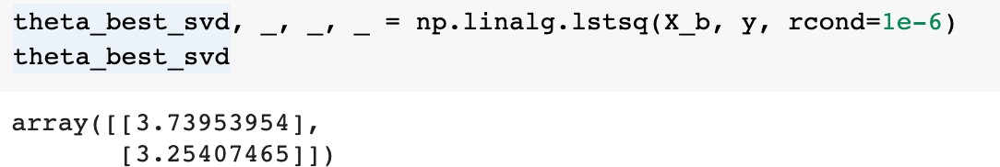 theta_best_svd, _, _, _ = np.linalg.lstsq(X_b, y, rcond=1e-6)
theta_best_svd
array([[3.73953954],
       [3.25407465]])